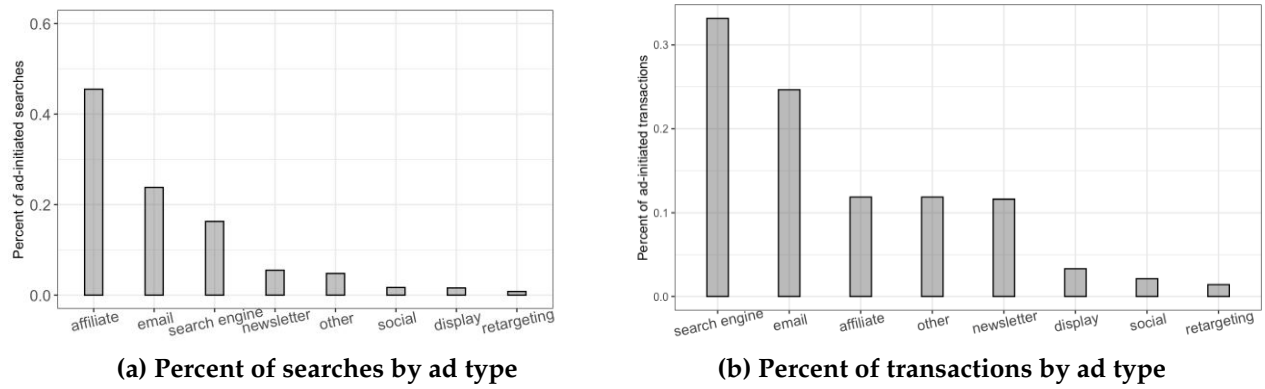 Percent of ad-initiated searches
0.6
0.4
0.2
0.0
affiliate email search engine newsletter other social display retargeting
(a) Percent of searches by ad type
Percent of ad-initiated transactions
0.3
0.2
0.1
0.0
search engine email affiliate other newsletter display social retargeting
(b) Percent of transactions by ad type